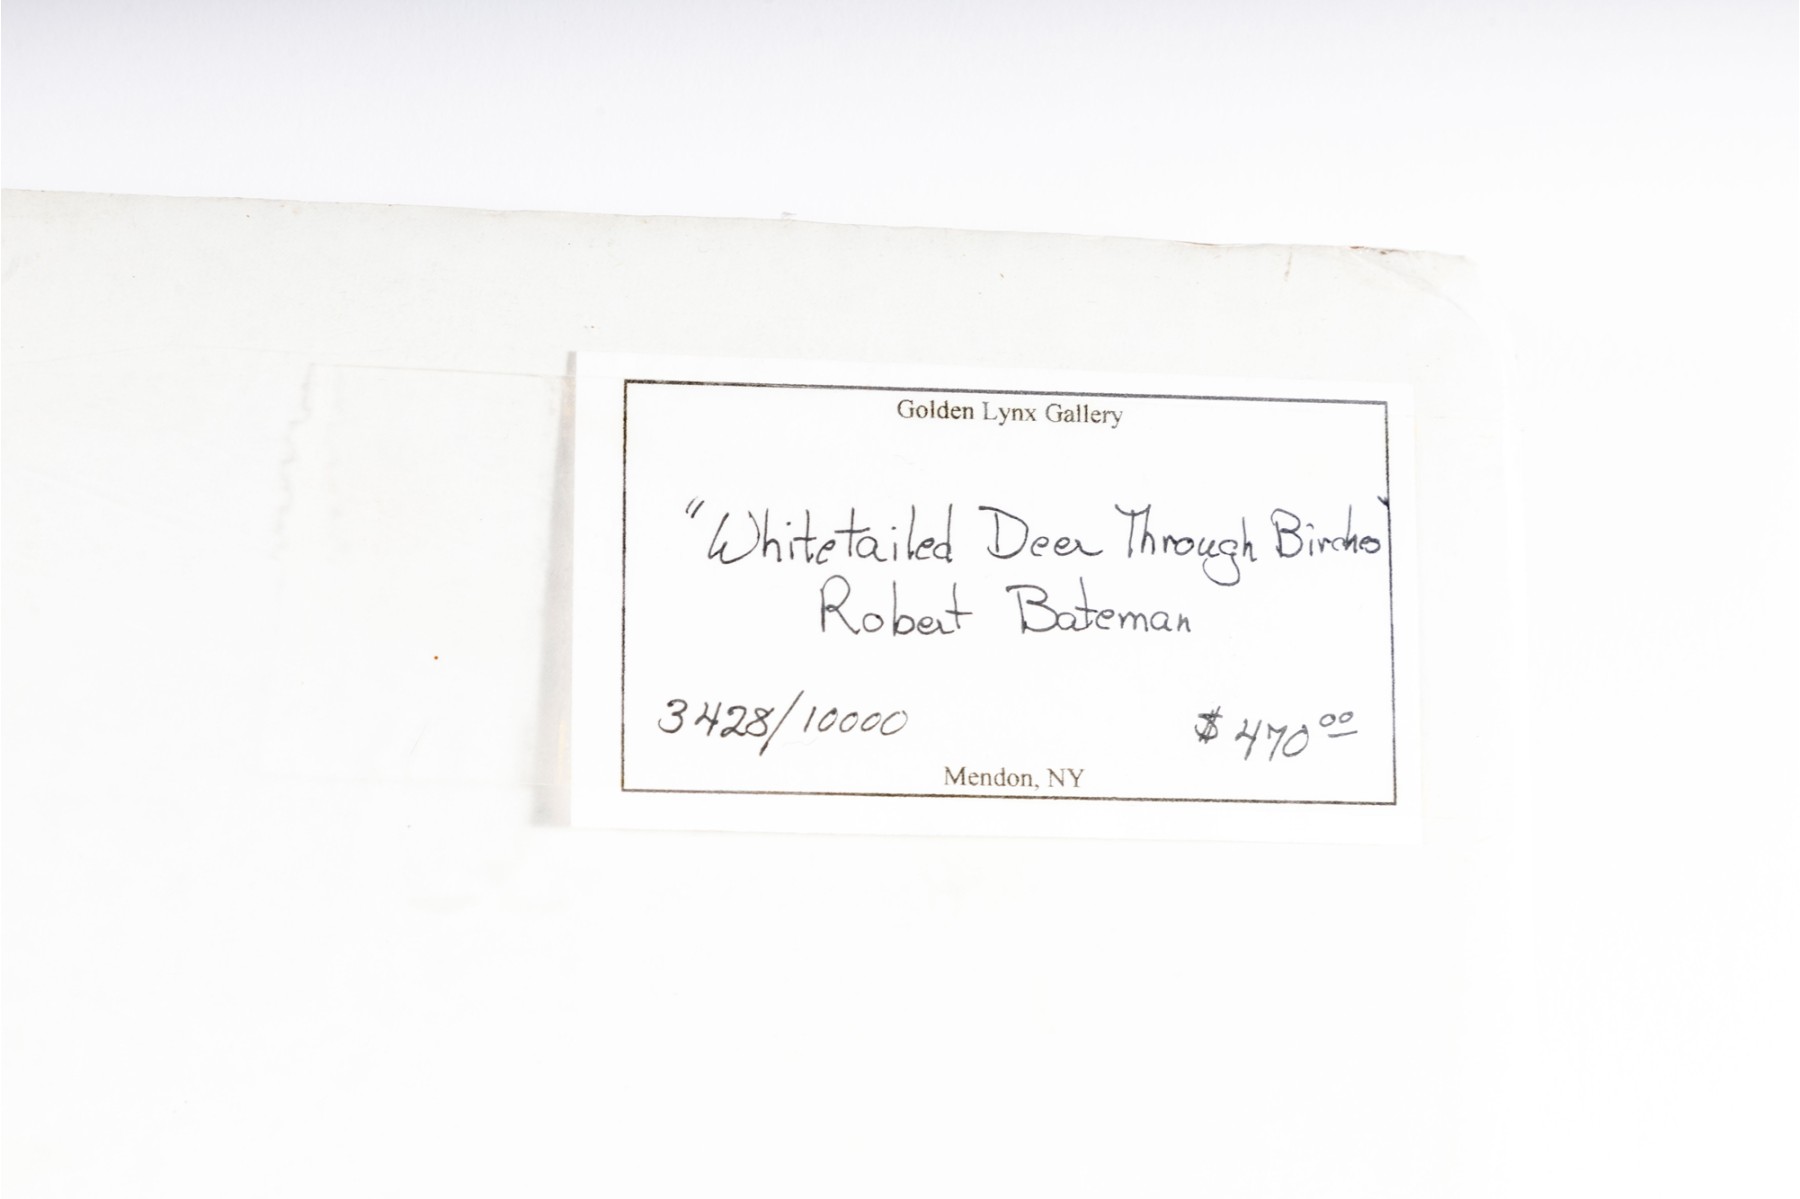 Golden Lynx Gallery
"Whitetailed Deer Through Birches"
Robert Bateman
3428/10000 $470.00
Mendon, NY